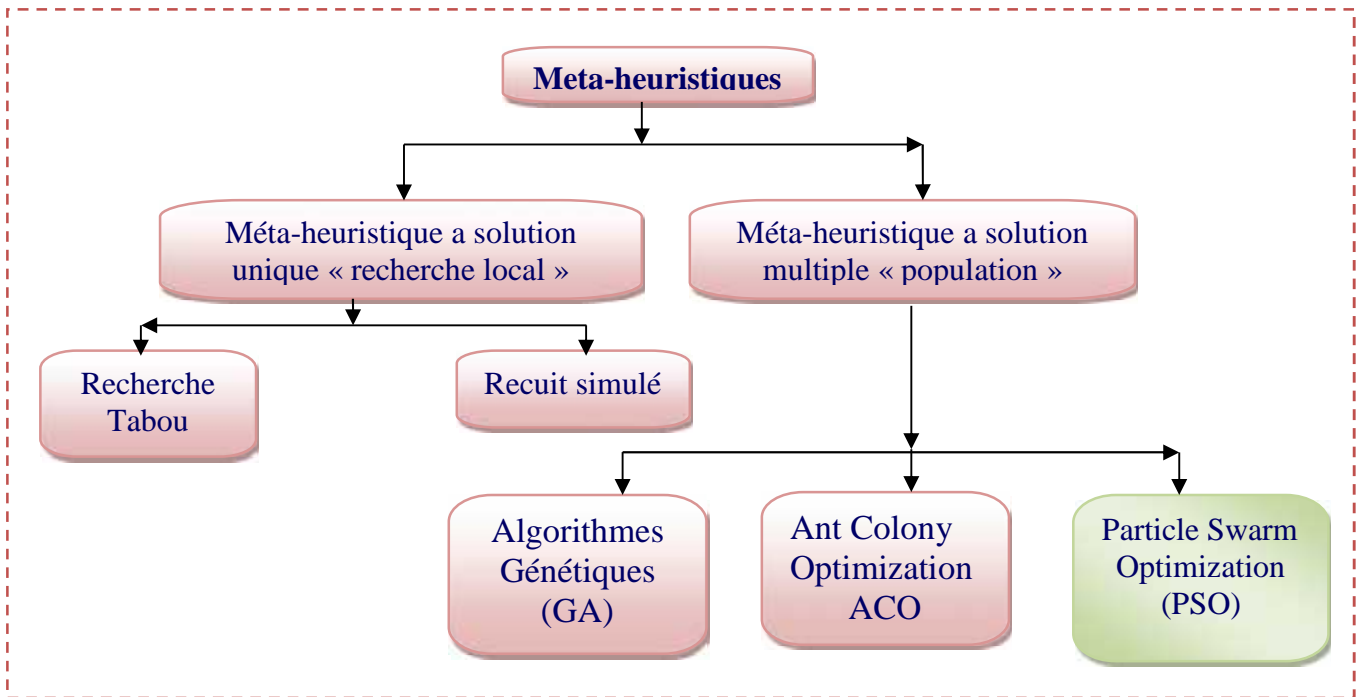 Meta-heuristiques
Méta-heuristique a solution
unique « recherche local »
Méta-heuristique a solution
multiple « population »
Recherche
Tabou
Recuit simulé
Algorithmes
Génétiques
(GA)
Ant Colony
Optimization
ACO
Particle Swarm
Optimization
(PSO)